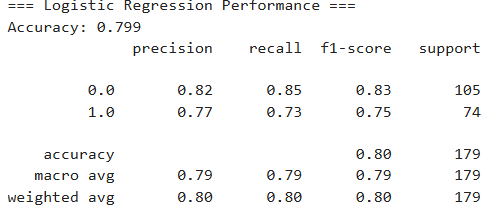 === Logistic Regression Performance ===
Accuracy: 0.799
              precision    recall  f1-score   support

         0.0       0.82      0.85      0.83       105
         1.0       0.77      0.73      0.75        74

    accuracy                           0.80       179
   macro avg       0.79      0.79      0.79       179
weighted avg       0.80      0.80      0.80       179